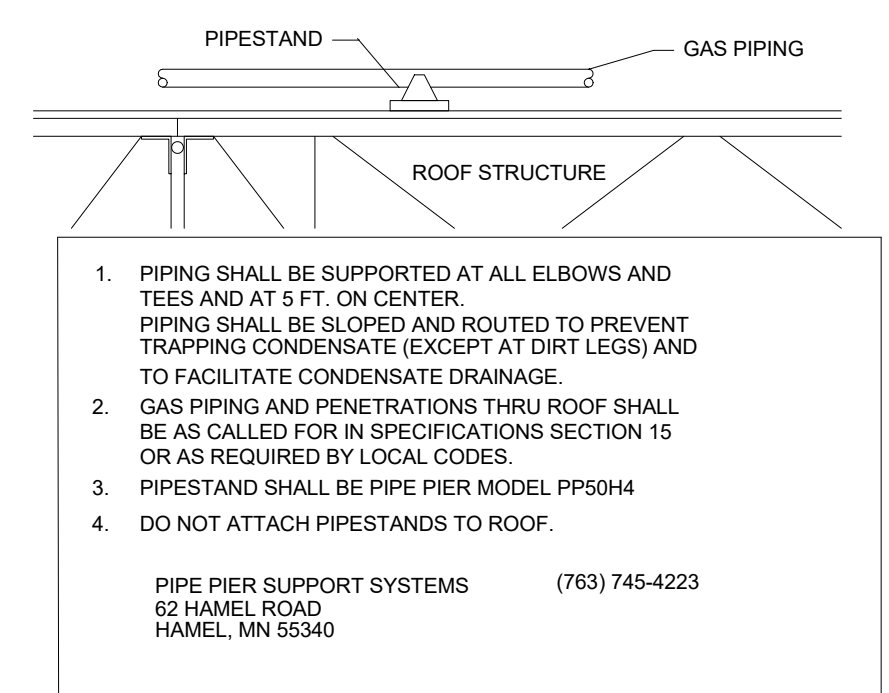 PIPESTAND
GAS PIPING
ROOF STRUCTURE
1. PIPING SHALL BE SUPPORTED AT ALL ELBOWS AND
TEES AND AT 5 FT. ON CENTER.
PIPING SHALL BE SLOPED AND ROUTED TO PREVENT
TRAPPING CONDENSATE (EXCEPT AT DIRT LEGS) AND
TO FACILITATE CONDENSATE DRAINAGE.
2. GAS PIPING AND PENETRATIONS THRU ROOF SHALL
BE AS CALLED FOR IN SPECIFICATIONS SECTION 15
OR AS REQUIRED BY LOCAL CODES.
3. PIPESTAND SHALL BE PIPE PIER MODEL PP50H4
4. DO NOT ATTACH PIPESTANDS TO ROOF.
PIPE PIER SUPPORT SYSTEMS (763) 745-4223
62 HAMEL ROAD
HAMEL, MN 55340